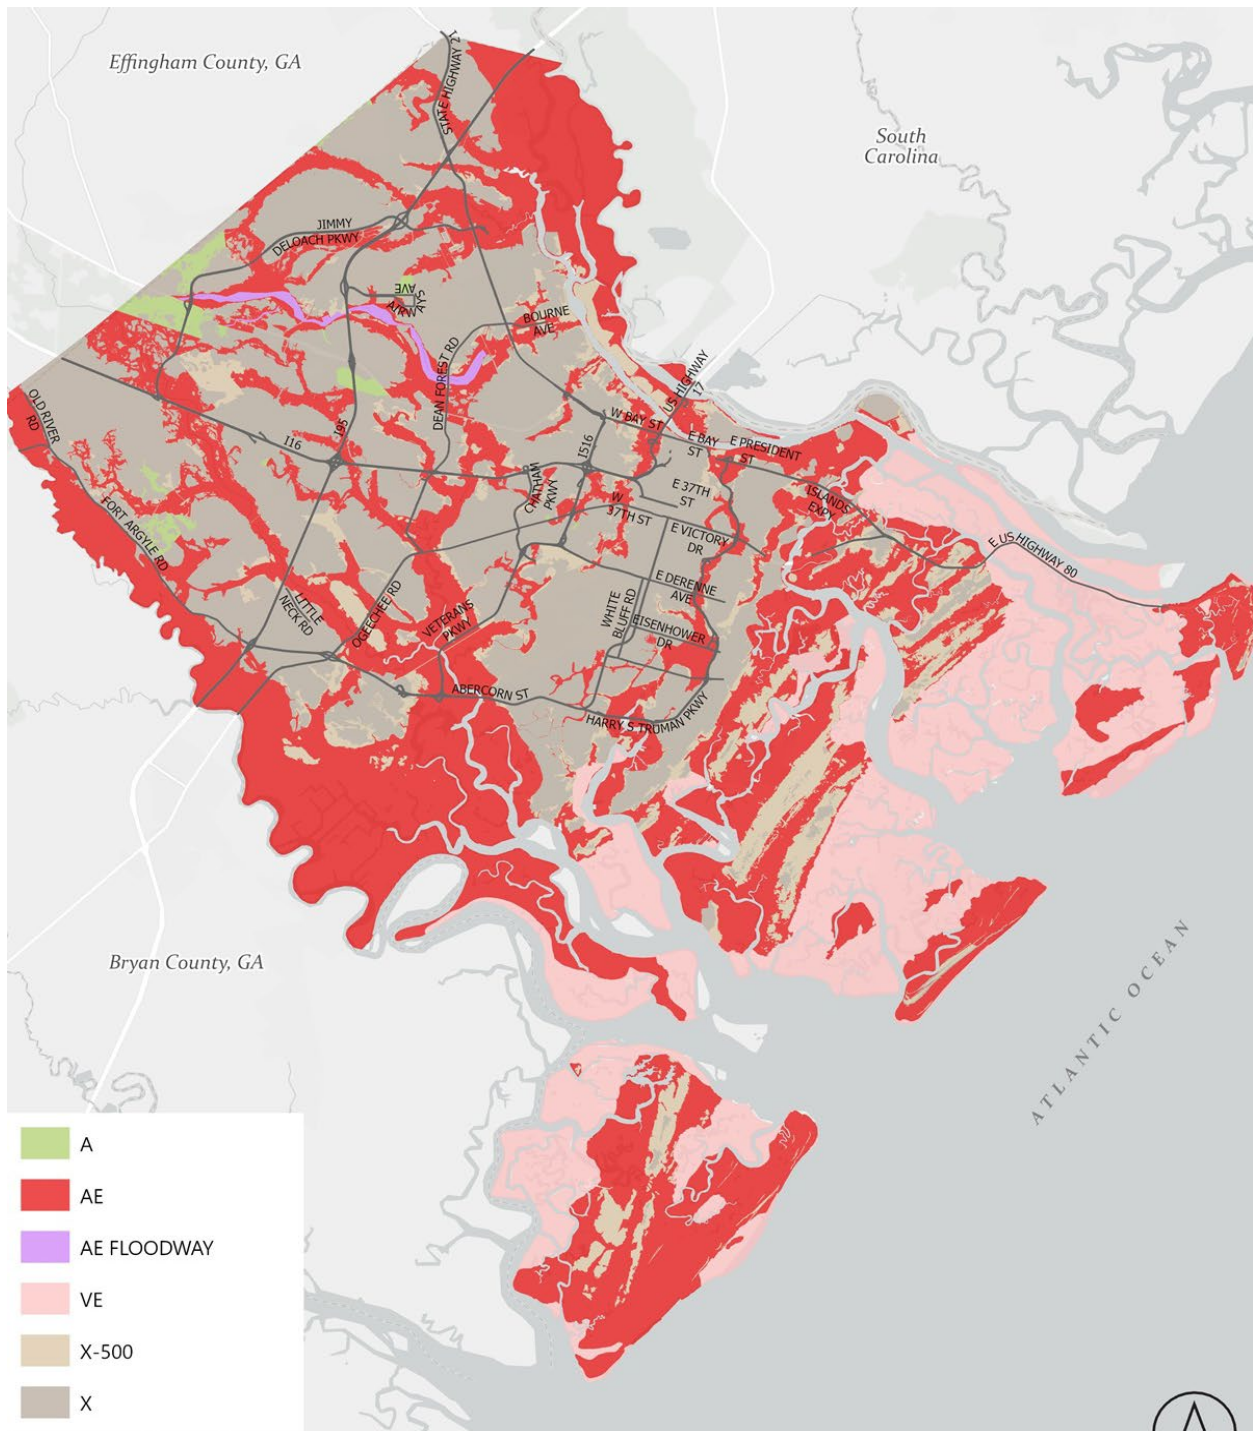 Effingham County, GA
STATE HIGHWAY 21
South
Carolina
JIMMY
DELOACH PKWY
AIRWAYS
AVE
BOURNE
AVE
DEAN FOREST RD
US HIGHWAY
17
OLD RIVER
RD
I16
I95
I516
W BAY ST
E BAY
ST
E PRESIDENT
ST
CHATHAM
PKWY
W
37TH ST
E 37TH
ST
ISLANDS
EXPY
FORT ARGYLE RD
E VICTORY
DR
E US HIGHWAY 80
E DERENNE
AVE
LITTLE
NECK RD
OGEECHEE RD
VETERANS
PKWY
WHITE
BLUFF RD
EISENHOWER
DR
ABERCORN ST
HARRY S TRUMAN PKWY
Bryan County, GA
ATLANTIC OCEAN
A
AE
AE FLOODWAY
VE
X-500
X